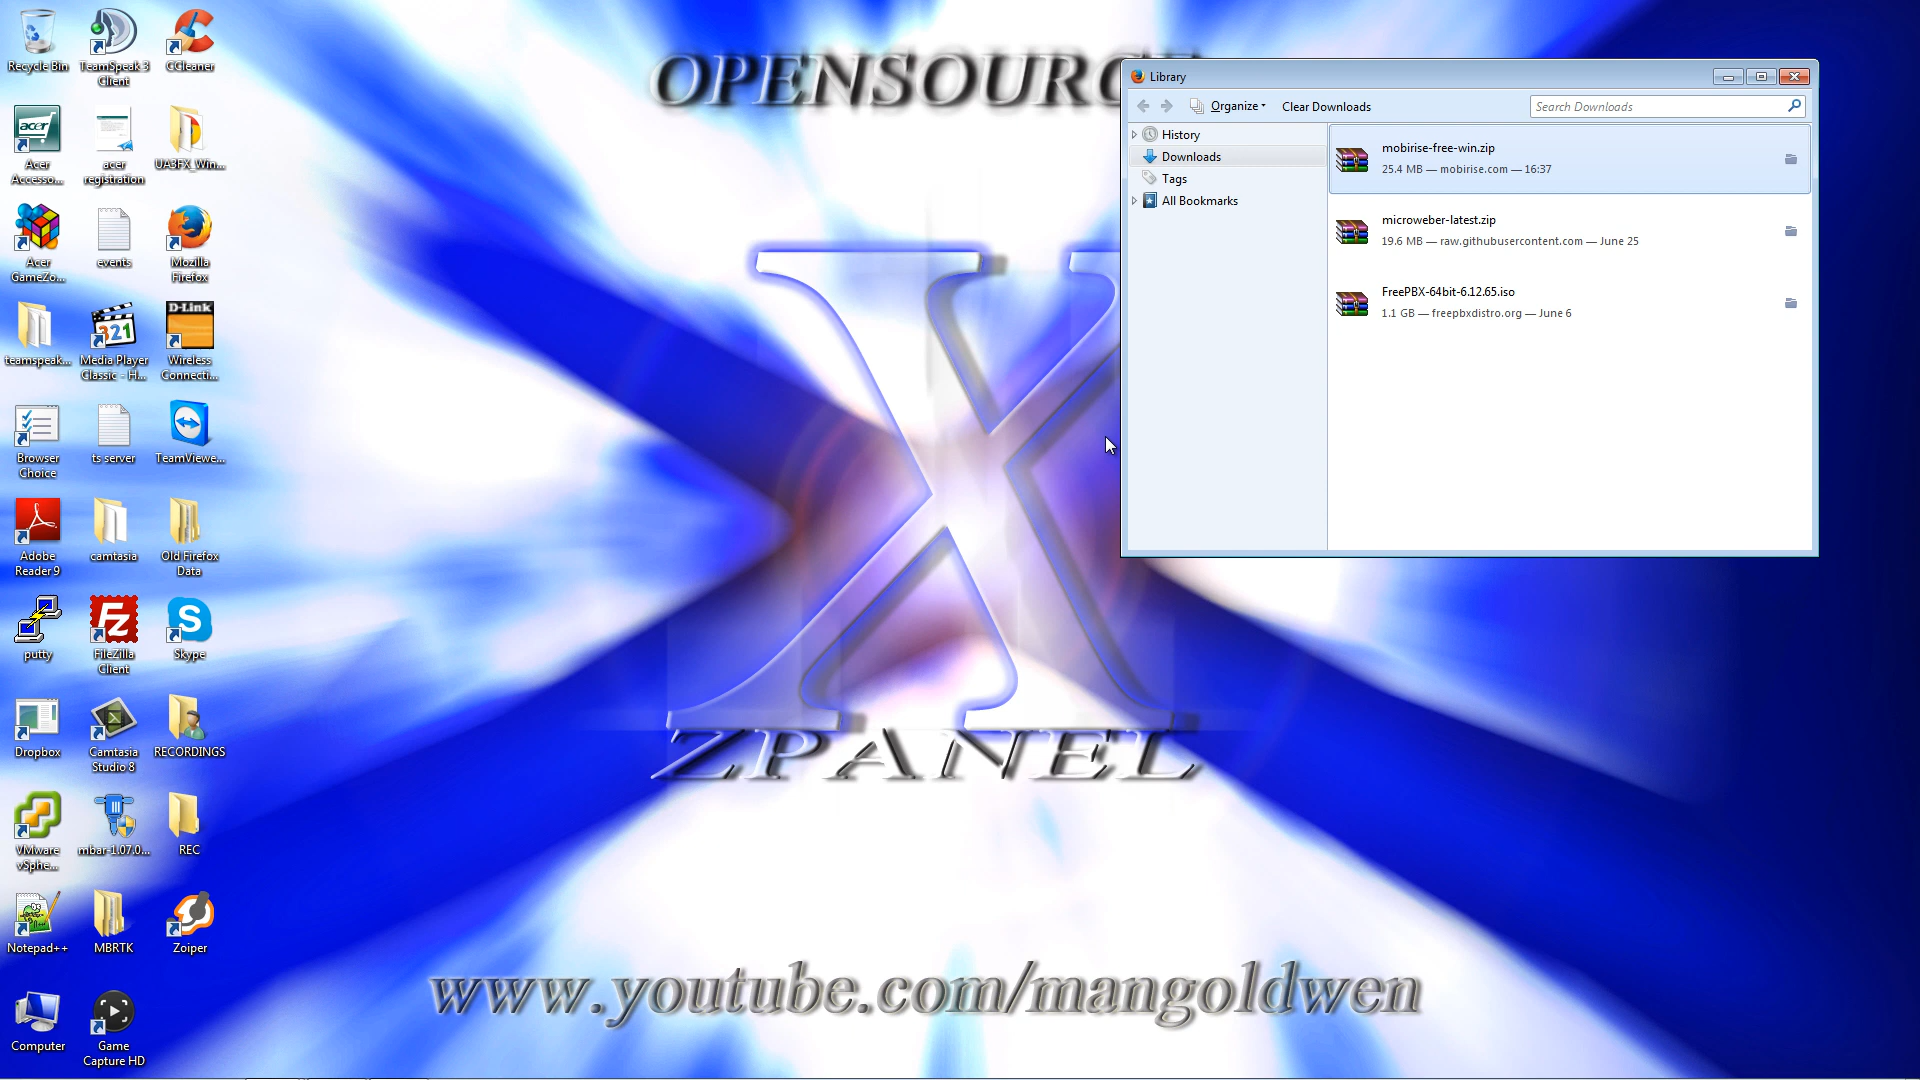 Recycle Bin
TeamSpeak 3 Client
CCleaner
acer
Acer Accesso...
acer registration
UA3FX_Win...
Acer GameZo...
events
Mozilla Firefox
teamspeak...
321
Media Player Classic - H...
D-Link
Wireless Connecti...
Browser Choice
ts server
TeamViewe...
Adobe Reader 9
camtasia
Old Firefox Data
putty
FZ
FileZilla Client
S
Skype
Dropbox
Camtasia Studio 8
RECORDINGS
VMware vSphe...
mbar-1.07.0...
REC
Notepad++
MBRTK
Zoiper
Computer
Game Capture HD
OPENSOURC
X
ZPANEL
www.youtube.com/mangoldwen
Library
Organize
Clear Downloads
Search Downloads
History
Downloads
Tags
All Bookmarks
mobirise-free-win.zip
25.4 MB — mobirise.com — 16:37
microweber-latest.zip
19.6 MB — raw.githubusercontent.com — June 25
FreePBX-64bit-6.12.65.iso
1.1 GB — freepbxdistro.org — June 6